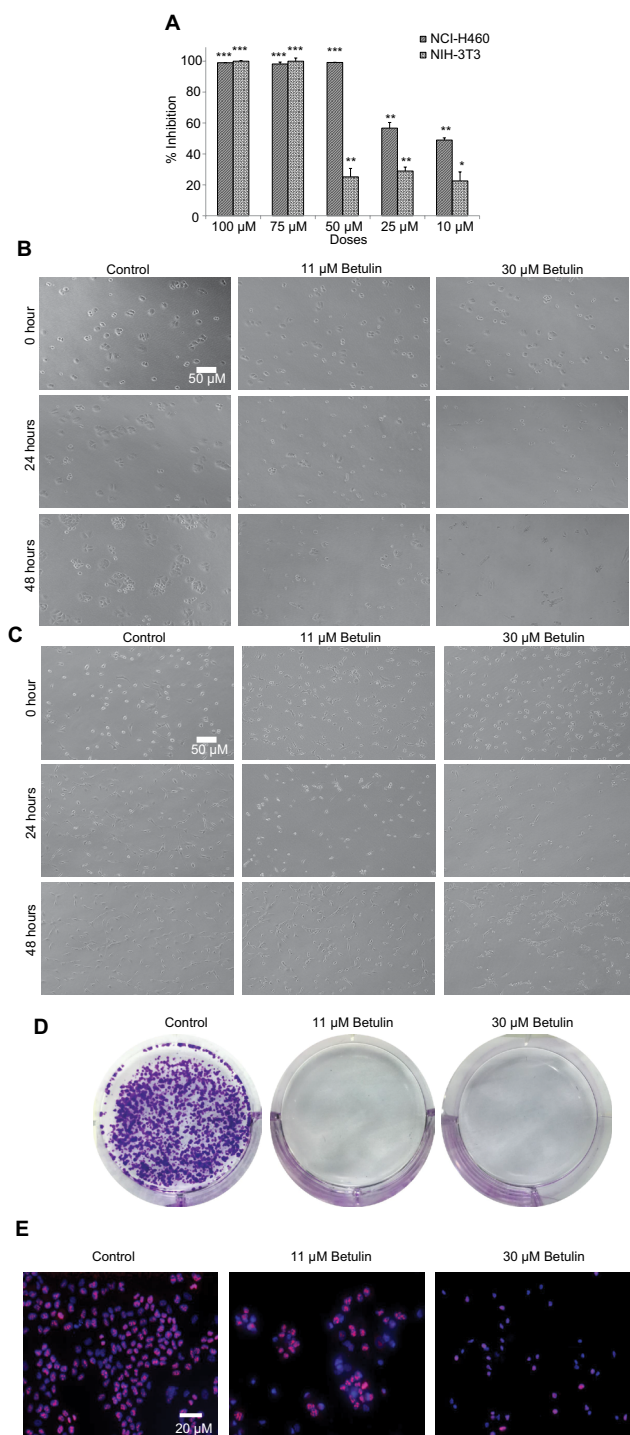 A
NCI-H460
NIH-3T3
% Inhibition
100
80
60
40
20
0
*** *** *** *** *** ** ** ** ** *
100 µM 75 µM 50 µM 25 µM 10 µM
Doses
B
Control 11 µM Betulin 30 µM Betulin
0 hour
50 µM
24 hours
48 hours
C
Control 11 µM Betulin 30 µM Betulin
0 hour
50 µM
24 hours
48 hours
D
Control 11 µM Betulin 30 µM Betulin
E
Control 11 µM Betulin 30 µM Betulin
20 µm